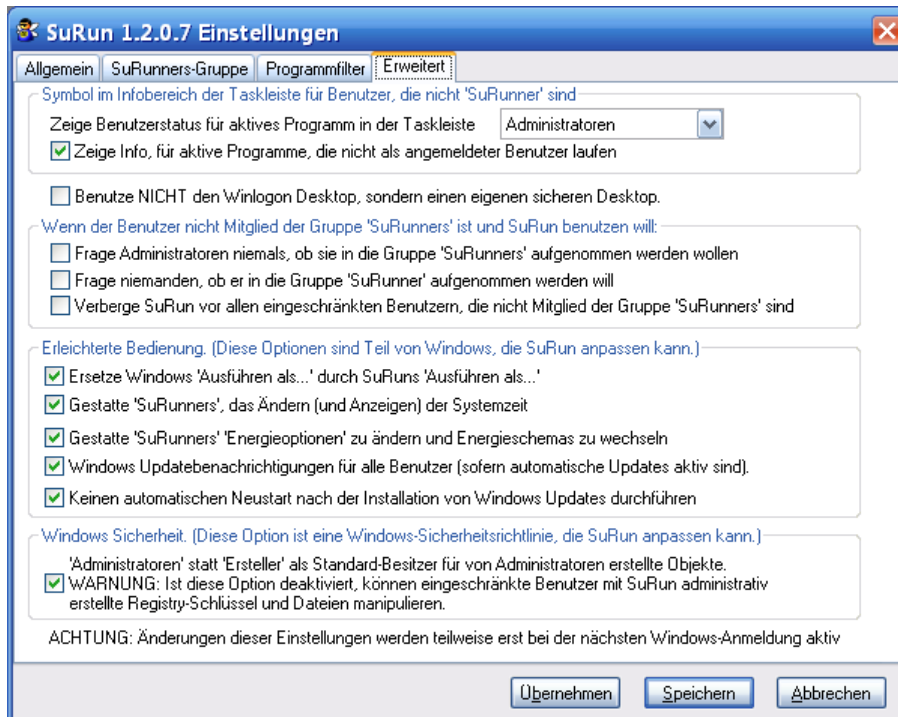 SuRun 1.2.0.7 Einstellungen
Allgemein SuRunners-Gruppe Programmfilter Erweitert
Symbol im Infobereich der Taskleiste für Benutzer, die nicht 'SuRunner' sind
Zeige Benutzerstatus für aktives Programm in der Taskleiste Administratoren
Zeige Info, für aktive Programme, die nicht als angemeldeter Benutzer laufen
Benutze NICHT den Winlogon Desktop, sondern einen eigenen sicheren Desktop.
Wenn der Benutzer nicht Mitglied der Gruppe 'SuRunners' ist und SuRun benutzen will:
Frage Administratoren niemals, ob sie in die Gruppe 'SuRunners' aufgenommen werden wollen
Frage niemanden, ob er in die Gruppe 'SuRunner' aufgenommen werden will
Verberge SuRun vor allen eingeschränkten Benutzern, die nicht Mitglied der Gruppe 'SuRunners' sind
Erleichterte Bedienung. (Diese Optionen sind Teil von Windows, die SuRun anpassen kann.)
Ersetze Windows 'Ausführen als...' durch SuRuns 'Ausführen als...'
Gestatte 'SuRunners', das Ändern (und Anzeigen) der Systemzeit
Gestatte 'SuRunners' 'Energieoptionen' zu ändern und Energieschemas zu wechseln
Windows Updatebenachrichtigungen für alle Benutzer (sofern automatische Updates aktiv sind).
Keinen automatischen Neustart nach der Installation von Windows Updates durchführen
Windows Sicherheit. (Diese Option ist eine Windows-Sicherheitsrichtlinie, die SuRun anpassen kann.)
'Administratoren' statt 'Ersteller' als Standard-Besitzer für von Administratoren erstellte Objekte.
WARNUNG: Ist diese Option deaktiviert, können eingeschränkte Benutzer mit SuRun administrativ
erstellte Registry-Schlüssel und Dateien manipulieren.
ACHTUNG: Änderungen dieser Einstellungen werden teilweise erst bei der nächsten Windows-Anmeldung aktiv
Übernehmen Speichern Abbrechen